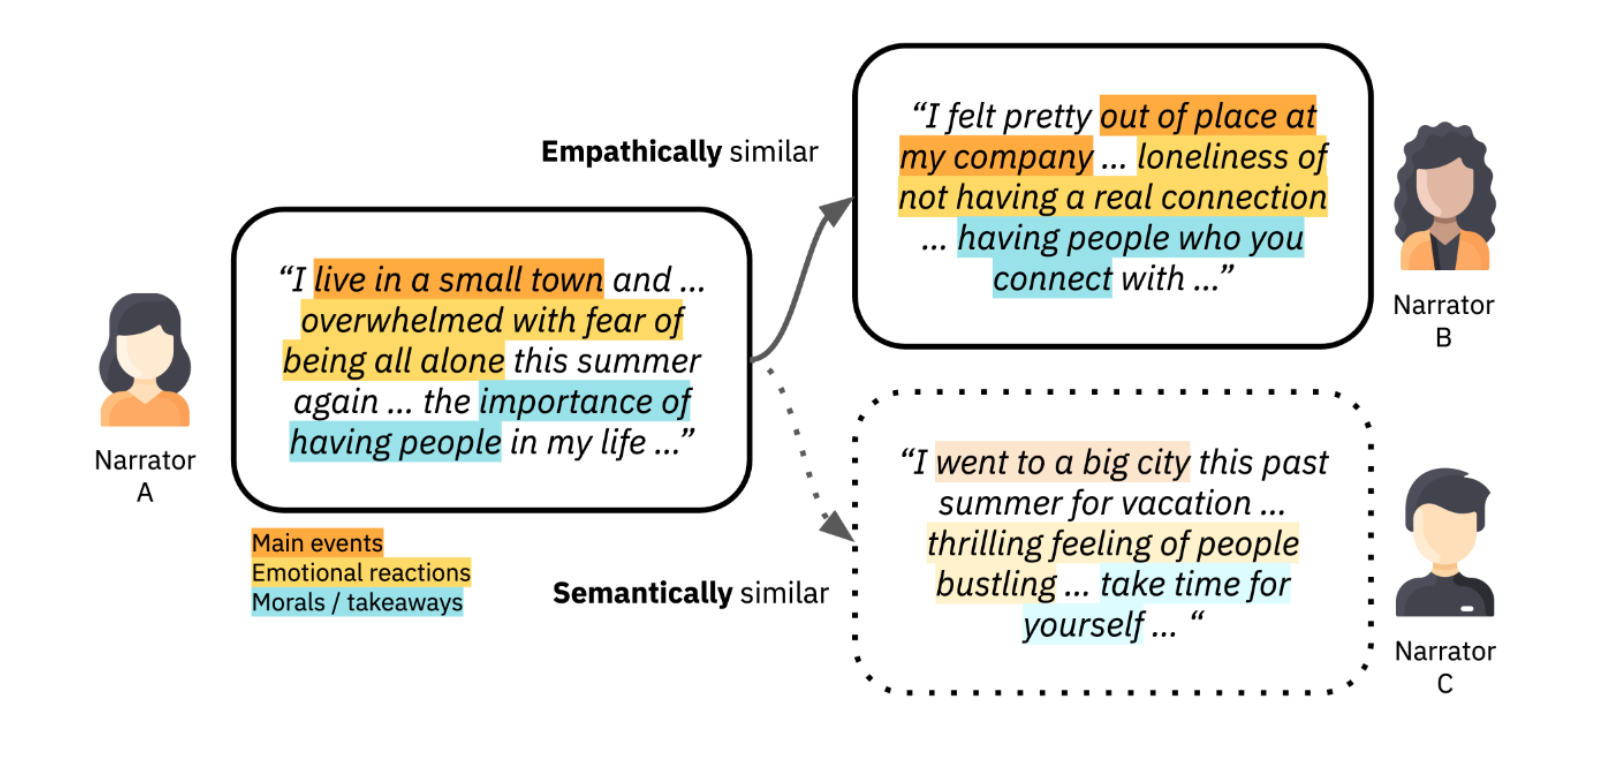 Empathically similar
“I felt pretty out of place at
my company ... loneliness of
not having a real connection
... having people who you
connect with ...”
Narrator
B
“I live in a small town and ...
overwhelmed with fear of
being all alone this summer
again ... the importance of
having people in my life ...”
Narrator
A
Main events
Emotional reactions
Morals / takeaways
Semantically similar
“I went to a big city this past
summer for vacation ...
thrilling feeling of people
bustling ... take time for
yourself ... “
Narrator
C